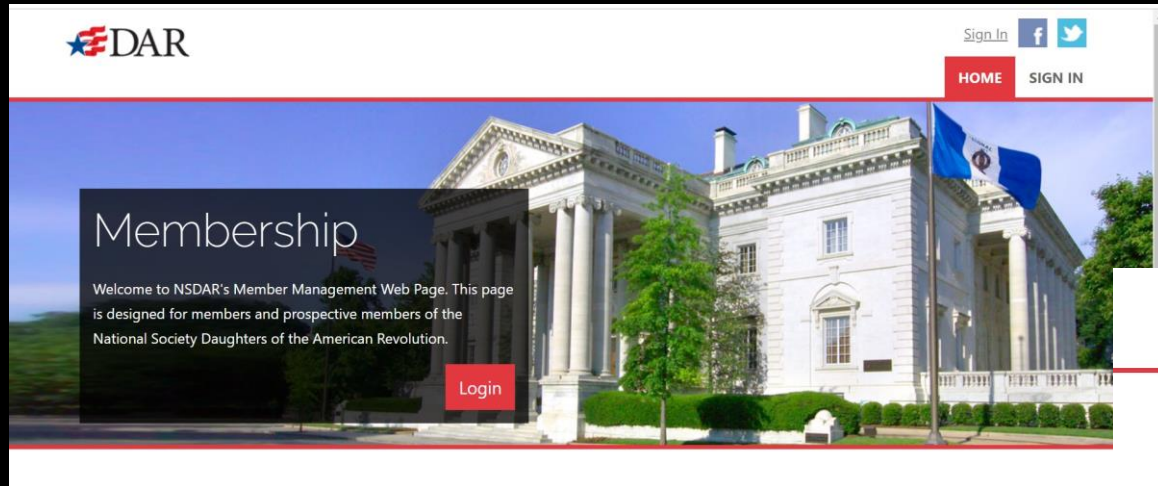 DAR
Sign In
HOME SIGN IN
Membership
Welcome to NSDAR's Member Management Web Page. This page
is designed for members and prospective members of the
National Society Daughters of the American Revolution.
Login